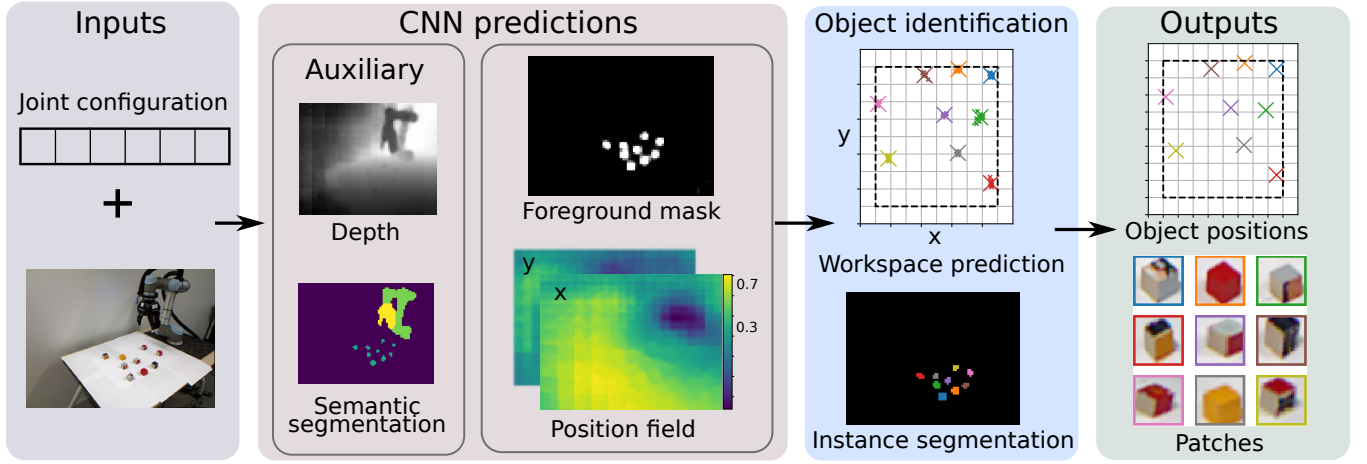 Inputs
Joint configuration
+
CNN predictions
Auxiliary
Depth
Semantic
segmentation
Foreground mask
y
x
0.7
0.3
Position field
Object identification
y
x
Workspace prediction
Instance segmentation
Outputs
Object positions
Patches